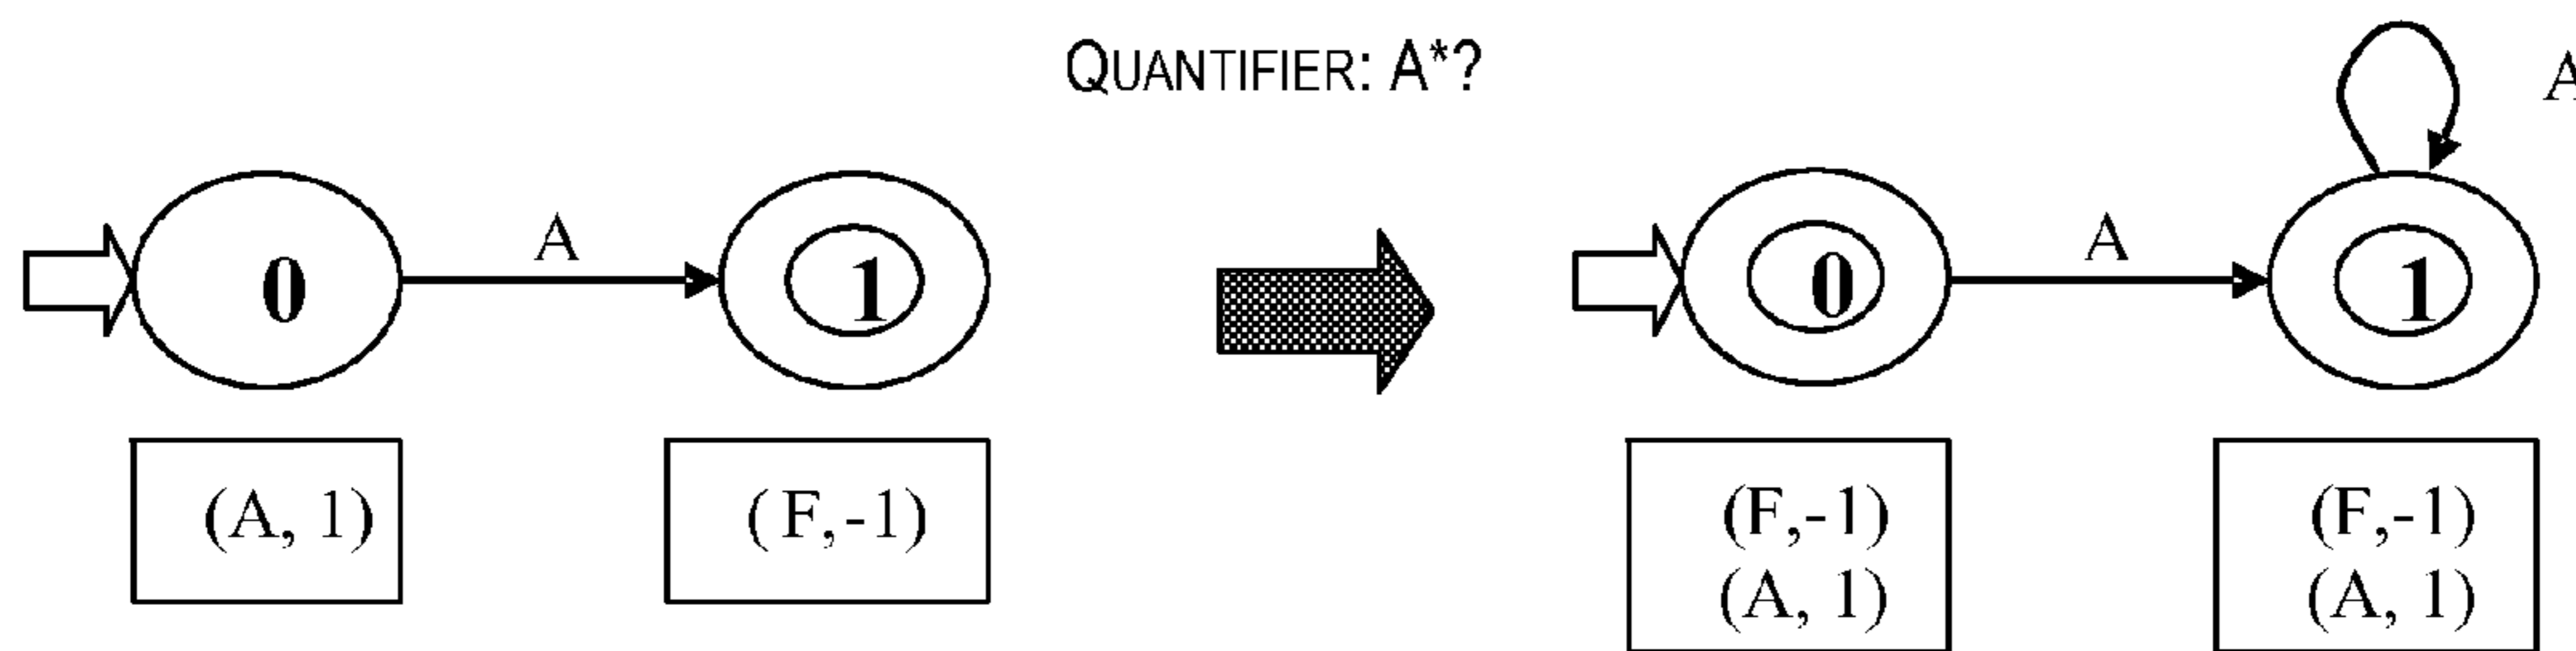 QUANTIFIER: A*?
A
A
A
0
1
0
1
(A, 1)
( F,-1)
(F,-1)
(A, 1)
(F,-1)
(A, 1)